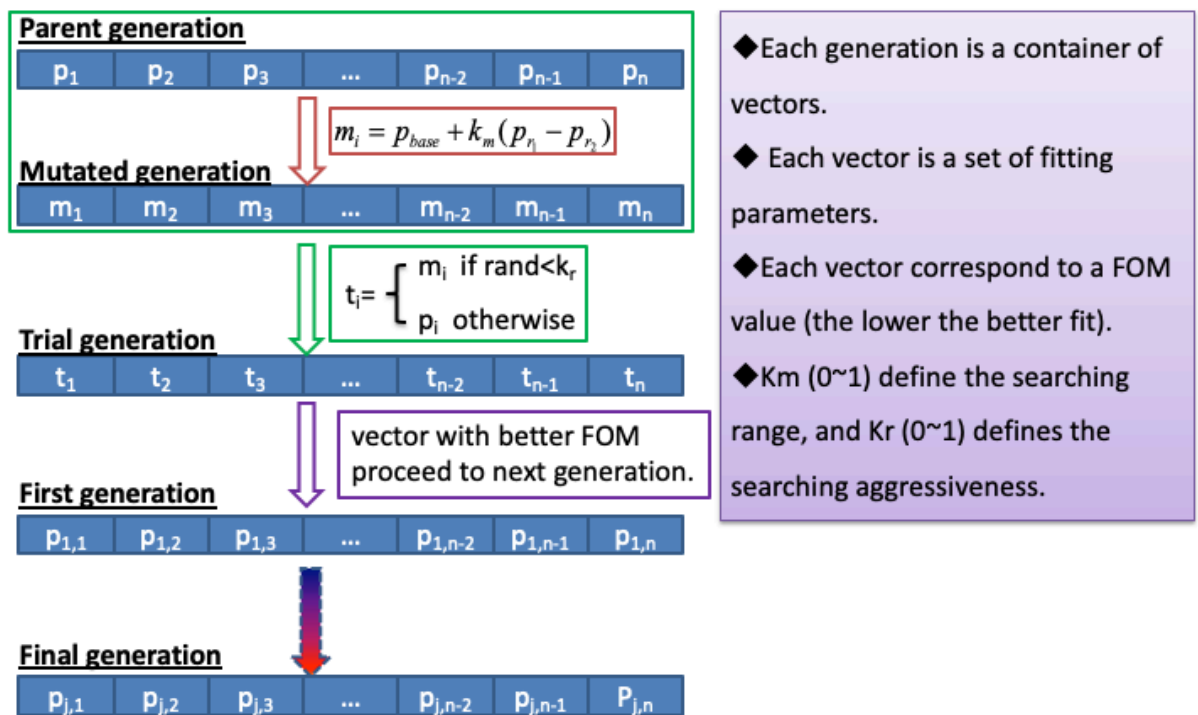 Parent generation
p1 p2 p3 ... pn-2 pn-1 pn
mi = pbase + km(pr1 − pr2)
Mutated generation
m1 m2 m3 ... mn-2 mn-1 mn
ti= { mi if rand<kr
pi otherwise
Trial generation
t1 t2 t3 ... tn-2 tn-1 tn
vector with better FOM
proceed to next generation.
First generation
p1,1 p1,2 p1,3 ... p1,n-2 p1,n-1 p1,n
Final generation
pj,1 pj,2 pj,3 ... pj,n-2 pj,n-1 Pj,n
◆Each generation is a container of
vectors.
◆ Each vector is a set of fitting
parameters.
◆Each vector correspond to a FOM
value (the lower the better fit).
◆Km (0~1) define the searching
range, and Kr (0~1) defines the
searching aggressiveness.